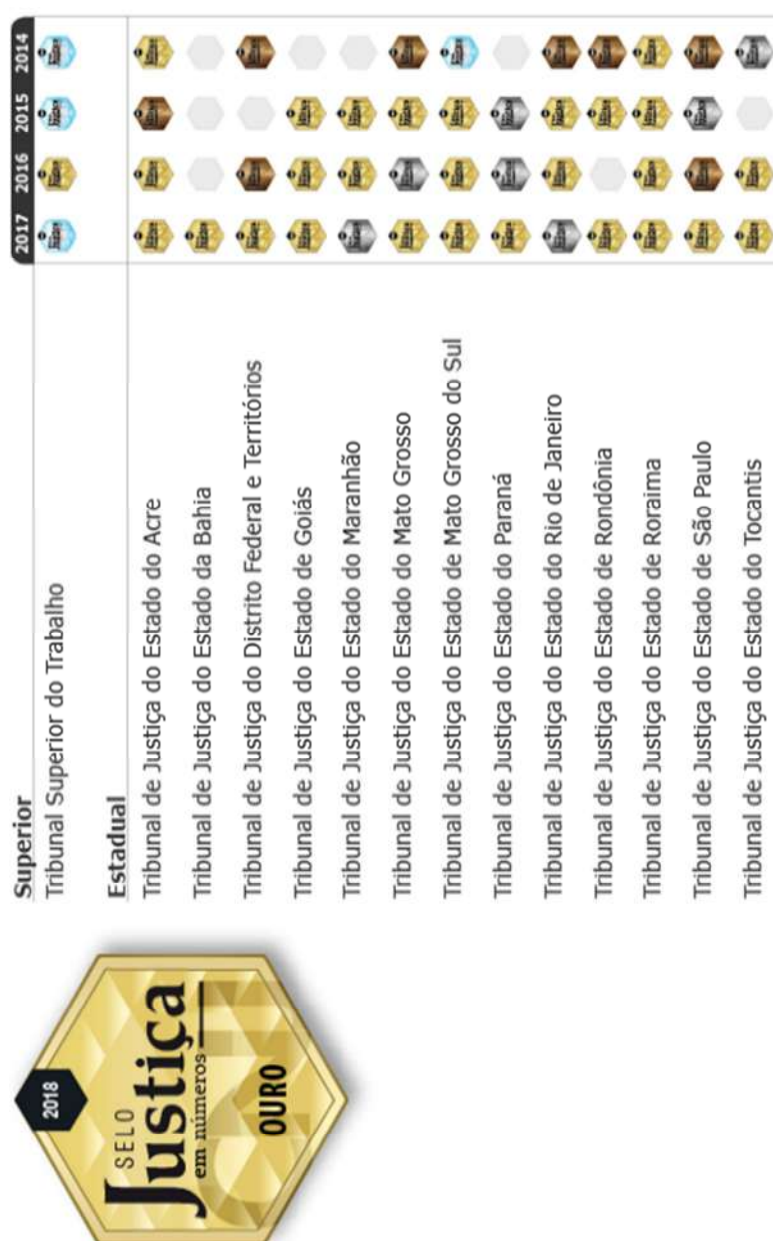 2018
SELO
Justiça
em números
OURO
Superior 2017 2016 2015 2014
Tribunal Superior do Trabalho
Estadual
Tribunal de Justiça do Estado do Acre
Tribunal de Justiça do Estado da Bahia
Tribunal de Justiça do Distrito Federal e Territórios
Tribunal de Justiça do Estado de Goiás
Tribunal de Justiça do Estado do Maranhão
Tribunal de Justiça do Estado do Mato Grosso
Tribunal de Justiça do Estado de Mato Grosso do Sul
Tribunal de Justiça do Estado do Paraná
Tribunal de Justiça do Estado do Rio de Janeiro
Tribunal de Justiça do Estado de Rondônia
Tribunal de Justiça do Estado de Roraima
Tribunal de Justiça do Estado de São Paulo
Tribunal de Justiça do Estado do Tocantis